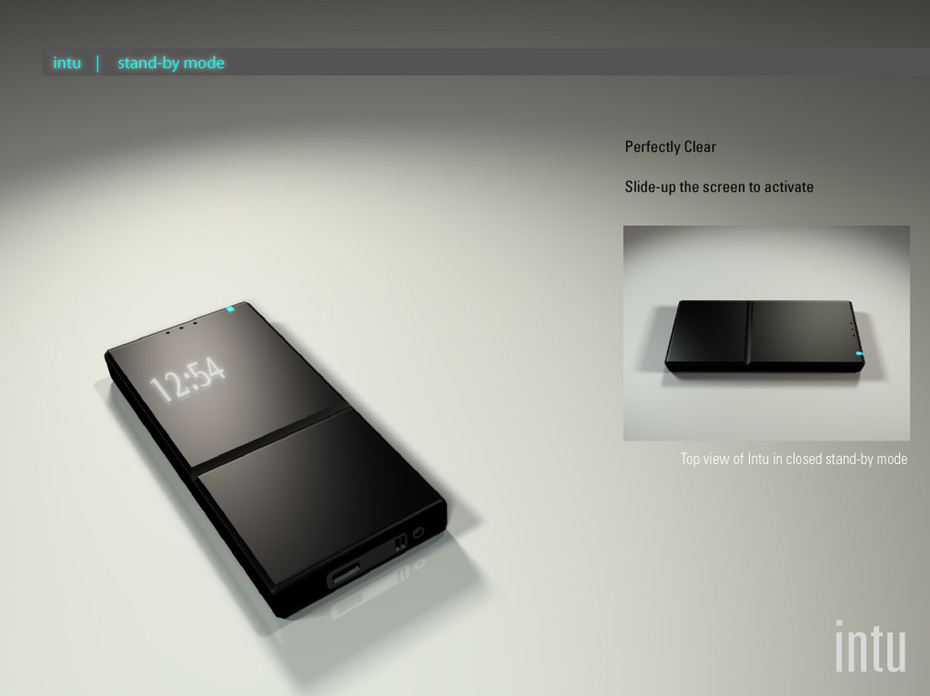 intu | stand-by mode
Perfectly Clear
Slide-up the screen to activate
12:54
Top view of Intu in closed stand-by mode
intu